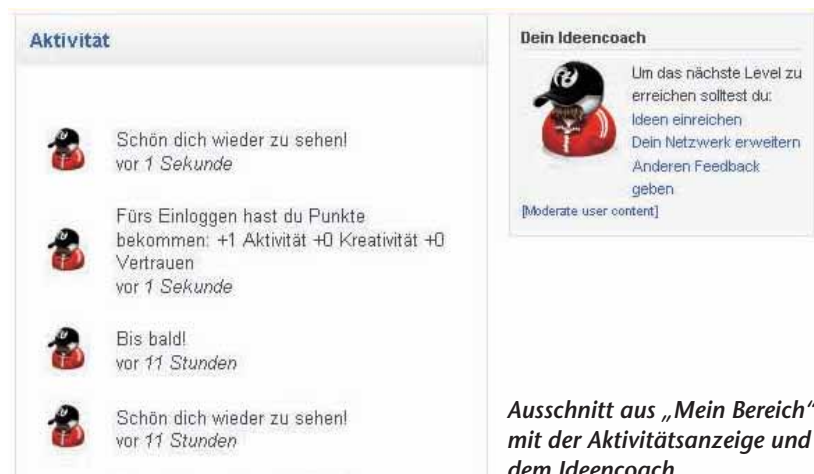 Aktivität
Schön dich wieder zu sehen!
vor 1 Sekunde
Fürs Einloggen hast du Punkte
bekommen: +1 Aktivität +0 Kreativität +0
Vertrauen
vor 1 Sekunde
Bis bald!
vor 11 Stunden
Schön dich wieder zu sehen!
vor 11 Stunden
Dein Ideencoach
Um das nächste Level zu
erreichen solltest du:
Ideen einreichen
Dein Netzwerk erweitern
Anderen Feedback
geben
[Moderate user content]
Ausschnitt aus „Mein Bereich“
mit der Aktivitätsanzeige und
dem Ideencoach